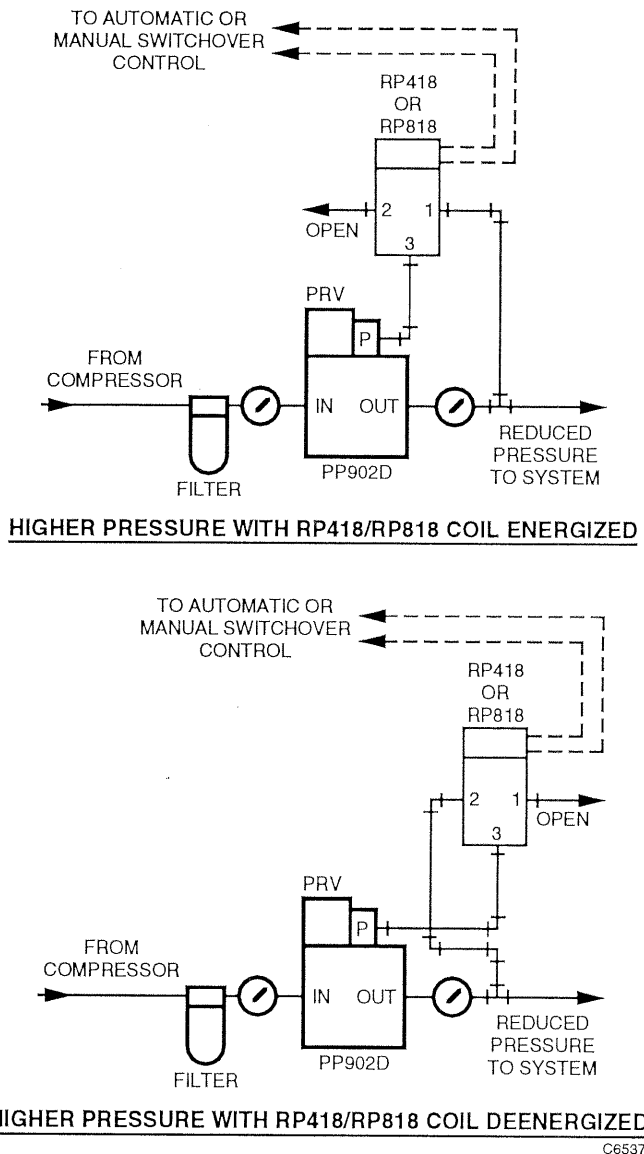 TO AUTOMATIC OR
MANUAL SWITCHOVER
CONTROL
RP418
OR
RP818
2 1
OPEN
3
PRV
P
FROM
COMPRESSOR
IN OUT
REDUCED
PRESSURE
TO SYSTEM
PP902D
FILTER
HIGHER PRESSURE WITH RP418/RP818 COIL ENERGIZED
TO AUTOMATIC OR
MANUAL SWITCHOVER
CONTROL
RP418
OR
RP818
2 1
OPEN
3
PRV
P
FROM
COMPRESSOR
IN OUT
REDUCED
PRESSURE
TO SYSTEM
PP902D
FILTER
HIGHER PRESSURE WITH RP418/RP818 COIL DEENERGIZED
C6537